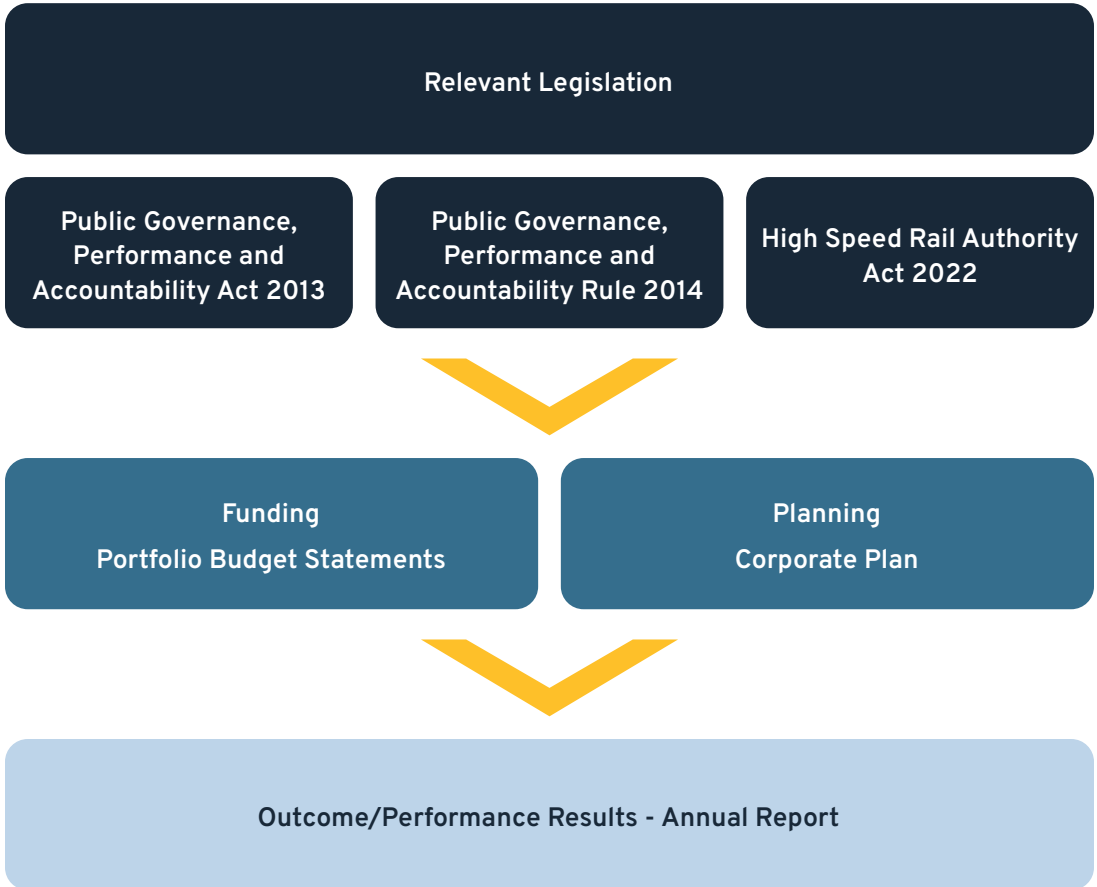 Relevant Legislation
Public Governance,
Performance and
Accountability Act 2013
Public Governance,
Performance and
Accountability Rule 2014
High Speed Rail Authority
Act 2022
Funding
Portfolio Budget Statements
Planning
Corporate Plan
Outcome/Performance Results - Annual Report